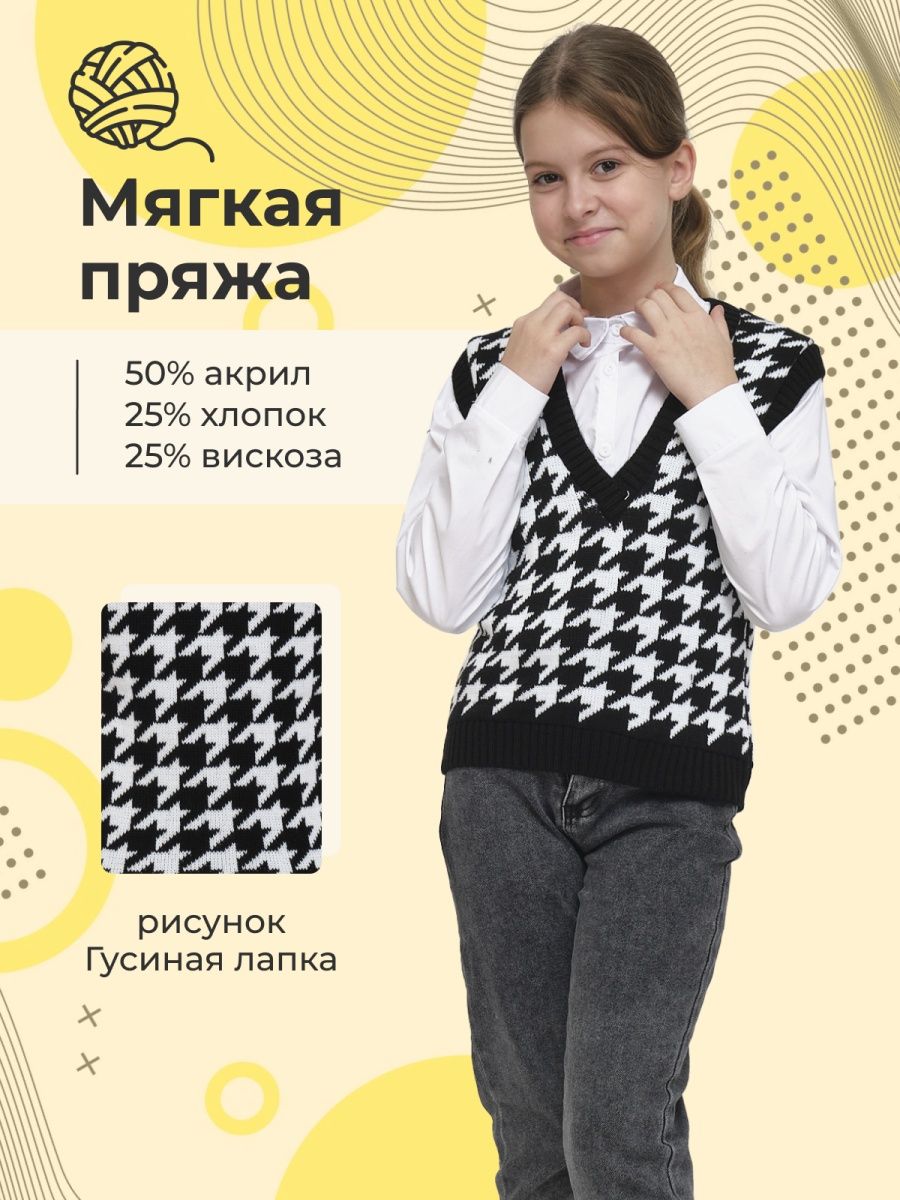 Мягкая
пряжа
50% акрил
25% хлопок
25% вискоза
рисунок
Гусиная лапка